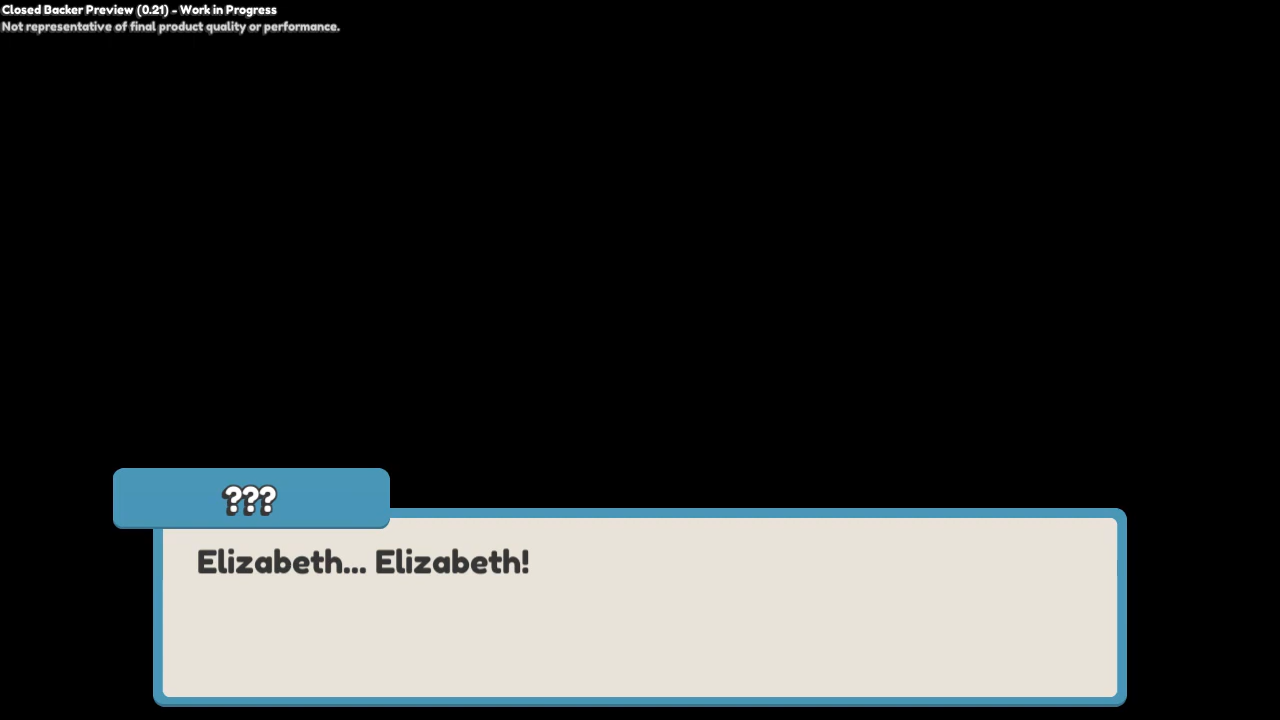 Closed Backer Preview (0.21) - Work in Progress
Not representative of final product quality or performance.
???
Elizabeth... Elizabeth!